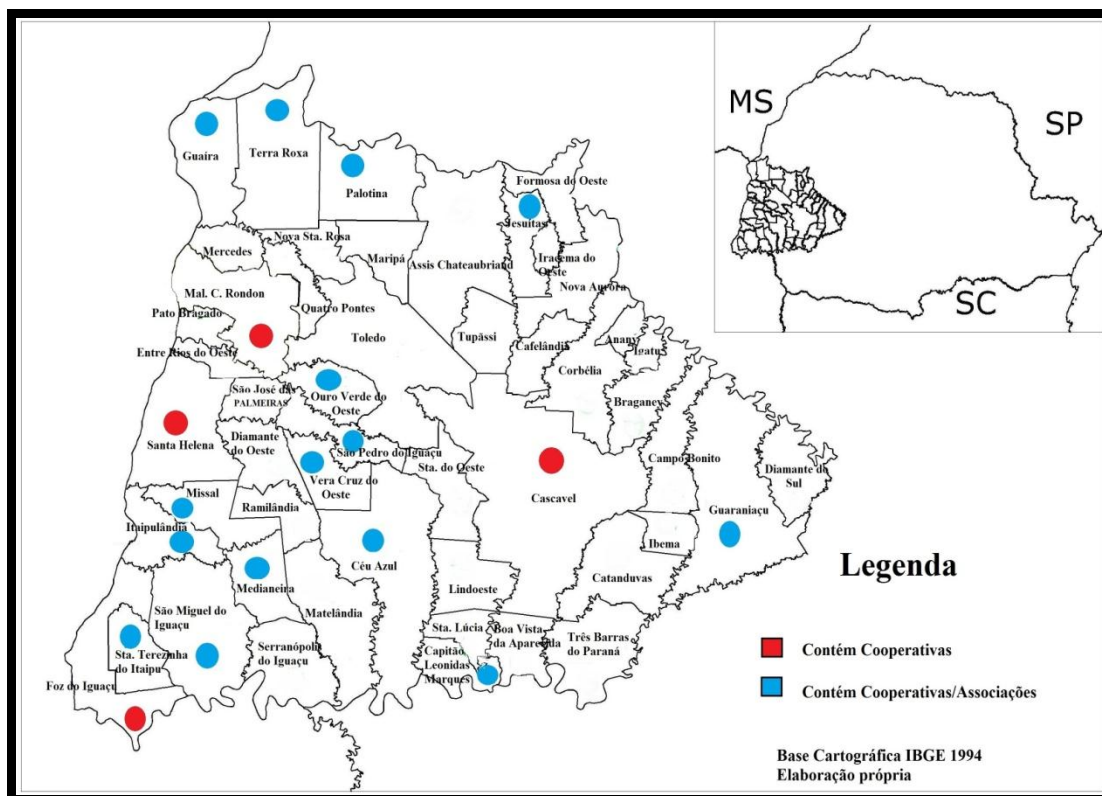 MS
SP
SC
Guaíra
Terra Roxa
Palotina
Formosa do Oeste
Jesuítas
Iracema do
Oeste
Nova Aurora
Nova Sta. Rosa
Mercedes
Maripá
Assis Chateaubriand
Mal. C. Rondon
Quatro Pontes
Pato Bragado
Toledo
Tupãssi
Cafelândia
Anany
Iguatu
Corbélia
Entre Rios do Oeste
São José das
PALMEIRAS
Ouro Verde do
Oeste
Braganey
Santa Helena
Diamante
do Oeste
São Pedro do Iguaçu
Sta. do Oeste
Vera Cruz do
Oeste
Cascavel
Campo Bonito
Diamante do
Sul
Guaraniaçu
Missal
Ramilândia
Itaipulândia
Ibema
Céu Azul
Medianeira
Catanduvas
Lindoeste
Matelândia
São Miguel do
Iguaçu
Sta. Lúcia
Boa Vista
da Aparecida
Três Barras
do Paraná
Capitão
Leonidas
Marques
Serranópolis
do Iguaçu
Sta. Terezinha
do Itaipu
Foz do Iguaçu
Legenda
Contém Cooperativas
Contém Cooperativas/Associações
Base Cartográfica IBGE 1994
Elaboração própria